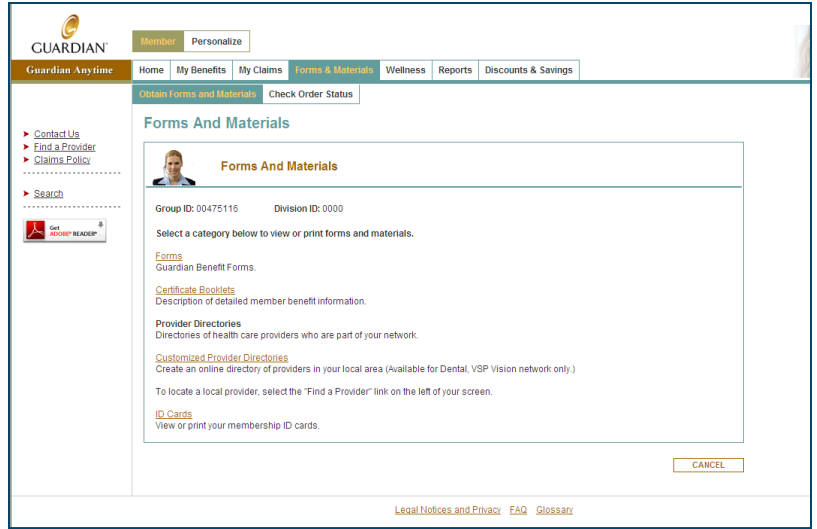 GUARDIAN
Member Personalize
Guardian Anytime
Home My Benefits My Claims Forms & Materials Wellness Reports Discounts & Savings
Obtain Forms and Materials Check Order Status
Contact Us
Find a Provider
Claims Policy
Search
Get
ADOBE® READER®
Forms And Materials
Forms And Materials
Group ID: 00475116 Division ID: 0000
Select a category below to view or print forms and materials.
Forms
Guardian Benefit Forms.
Certificate Booklets
Description of detailed member benefit information.
Provider Directories
Directories of health care providers who are part of your network.
Customized Provider Directories
Create an online directory of providers in your local area (Available for Dental, VSP Vision network only.)
To locate a local provider, select the "Find a Provider" link on the left of your screen.
ID Cards
View or print your membership ID cards.
CANCEL
Legal Notices and Privacy FAQ Glossary